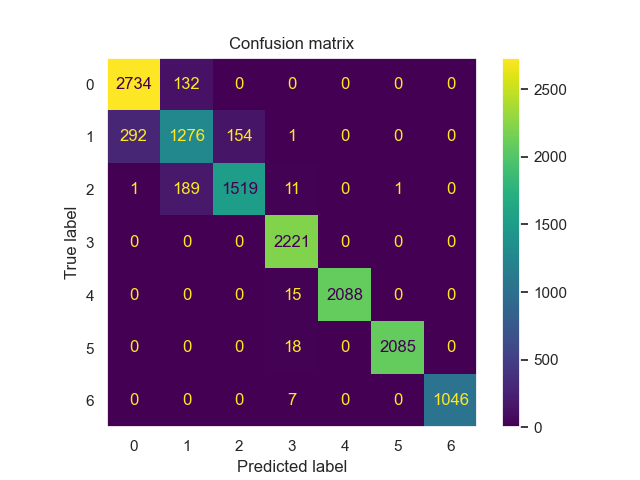 Confusion matrix
0 2734 132 0 0 0 0 0
1 292 1276 154 1 0 0 0
2 1 189 1519 11 0 1 0
3 0 0 0 2221 0 0 0
4 0 0 0 15 2088 0 0
5 0 0 0 18 0 2085 0
6 0 0 0 7 0 0 1046
0 1 2 3 4 5 6
Predicted label
True label
2500
2000
1500
1000
500
0